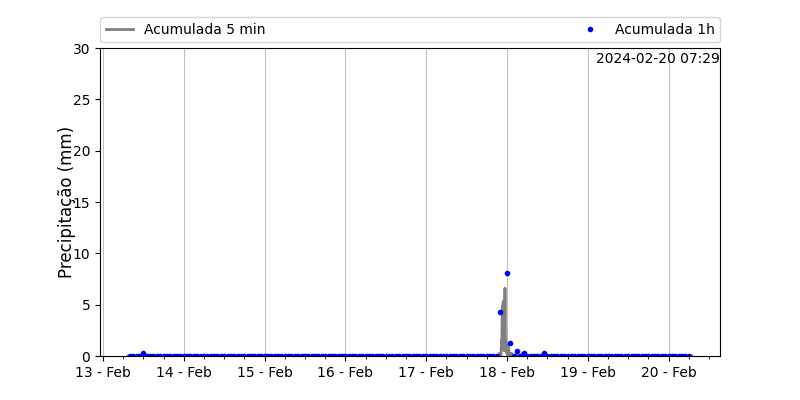 Acumulada 5 min Acumulada 1h
2024-02-20 07:29
Precipitação (mm)
30
25
20
15
10
5
0
13 - Feb 14 - Feb 15 - Feb 16 - Feb 17 - Feb 18 - Feb 19 - Feb 20 - Feb